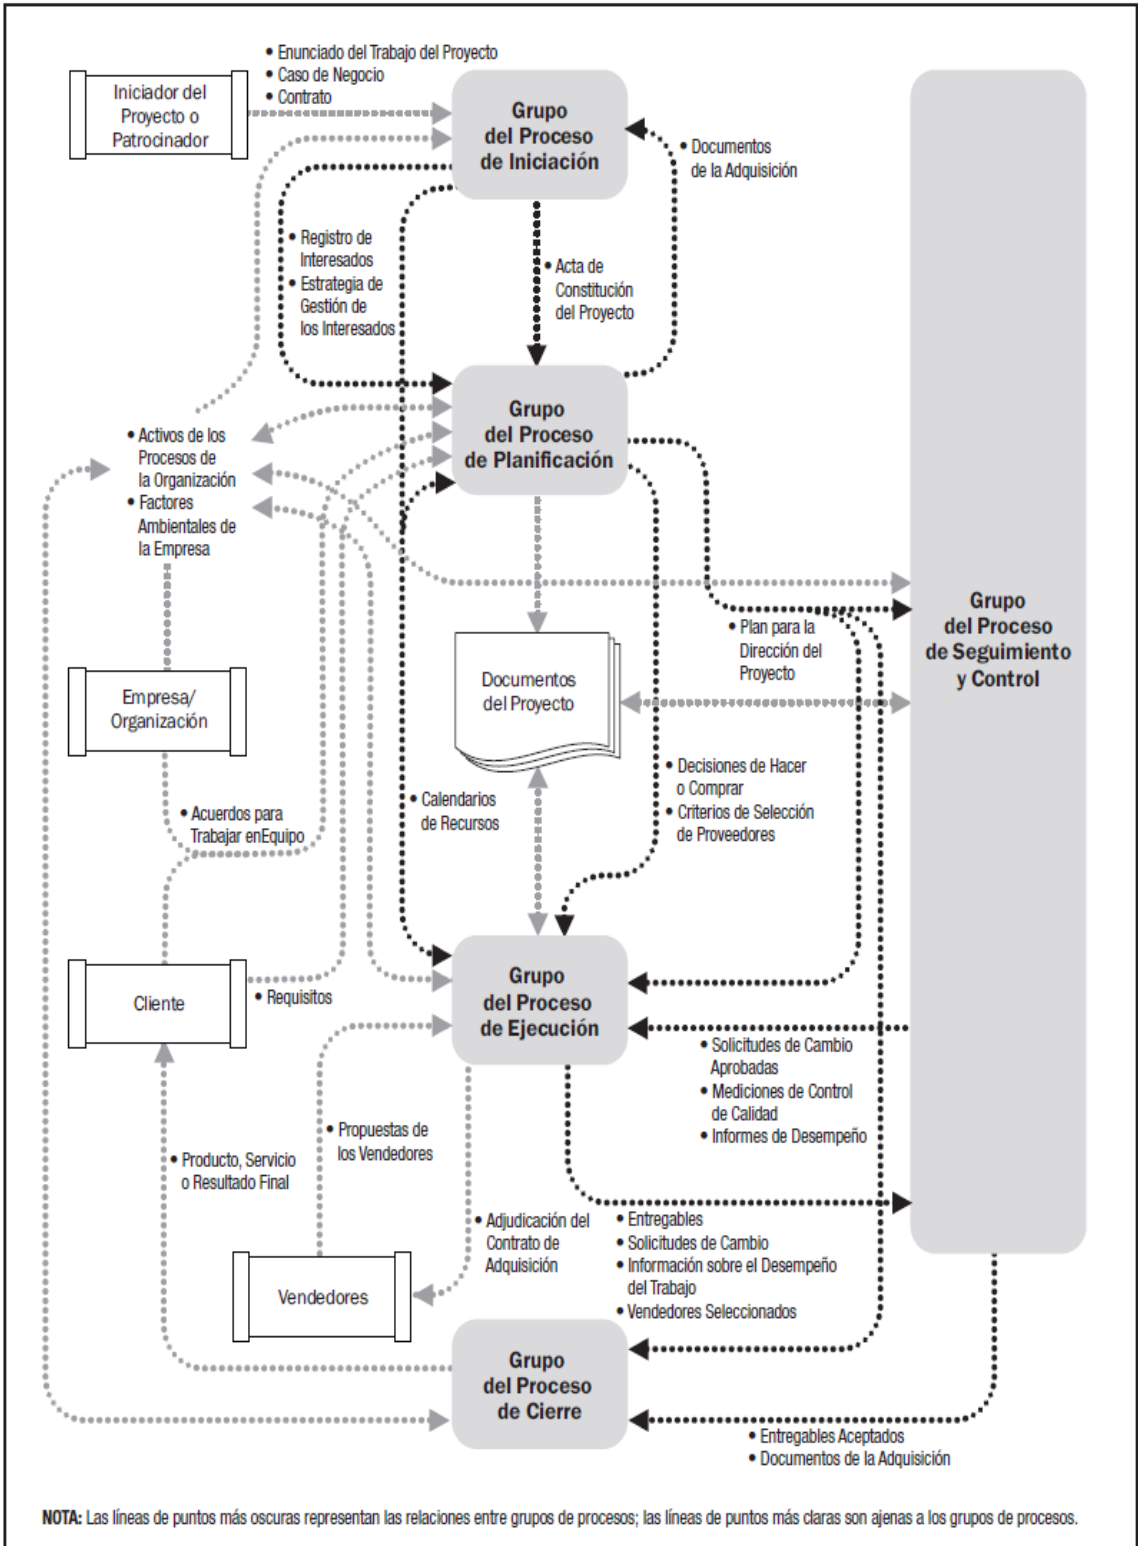 • Enunciado del Trabajo del Proyecto
• Caso de Negocio
• Contrato
Iniciador del
Proyecto o
Patrocinador
Grupo
del Proceso
de Iniciación
• Documentos
de la Adquisición
• Registro de
Interesados
• Estrategia de
Gestión de
los Interesados
• Acta de
Constitución
del Proyecto
Grupo
del Proceso
de Planificación
• Activos de los
Procesos de
la Organización
• Factores
Ambientales de
la Empresa
Grupo
del Proceso
de Seguimiento
y Control
• Plan para la
Dirección del
Proyecto
Empresa/
Organización
Documentos
del Proyecto
• Decisiones de Hacer
o Comprar
• Criterios de Selección
de Proveedores
• Calendarios
de Recursos
• Acuerdos para
Trabajar enEquipo
Cliente
• Requisitos
Grupo
del Proceso
de Ejecución
• Solicitudes de Cambio
Aprobadas
• Mediciones de Control
de Calidad
• Informes de Desempeño
• Propuestas de
los Vendedores
• Producto, Servicio
o Resultado Final
• Adjudicación del
Contrato de
Adquisición
• Entregables
• Solicitudes de Cambio
• Información sobre el Desempeño
del Trabajo
• Vendedores Seleccionados
Vendedores
Grupo
del Proceso
de Cierre
• Entregables Aceptados
• Documentos de la Adquisición
NOTA: Las líneas de puntos más oscuras representan las relaciones entre grupos de procesos; las líneas de puntos más claras son ajenas a los grupos de procesos.